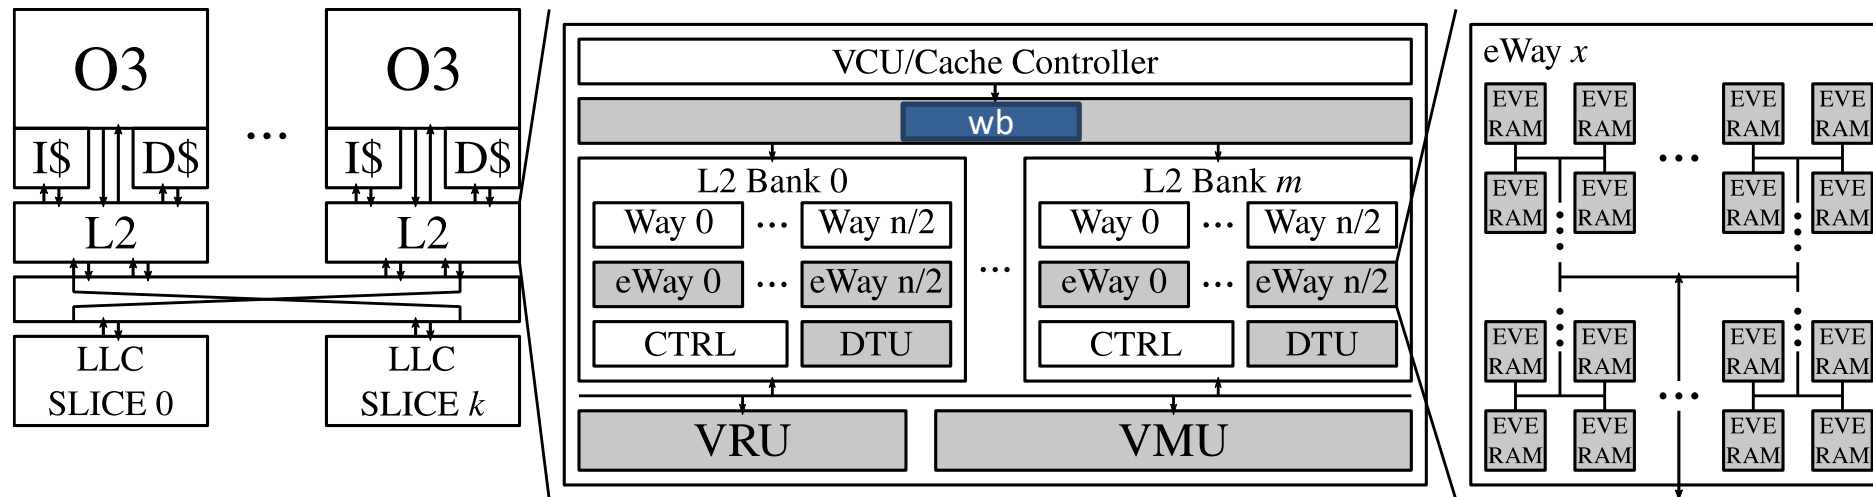 O3
...
O3
I$
D$
I$
D$
L2
L2
LLC
SLICE 0
LLC
SLICE k
VCU/Cache Controller
wb
L2 Bank 0
Way 0 ... Way n/2
eWay 0 ... eWay n/2
CTRL
DTU
...
L2 Bank m
Way 0 ... Way n/2
eWay 0 ... eWay n/2
CTRL
DTU
VRU
VMU
eWay x
EVE EVE ... EVE EVE
RAM RAM RAM RAM
EVE EVE EVE EVE
RAM RAM RAM RAM
EVE EVE ... EVE EVE
RAM RAM RAM RAM
EVE EVE EVE EVE
RAM RAM RAM RAM